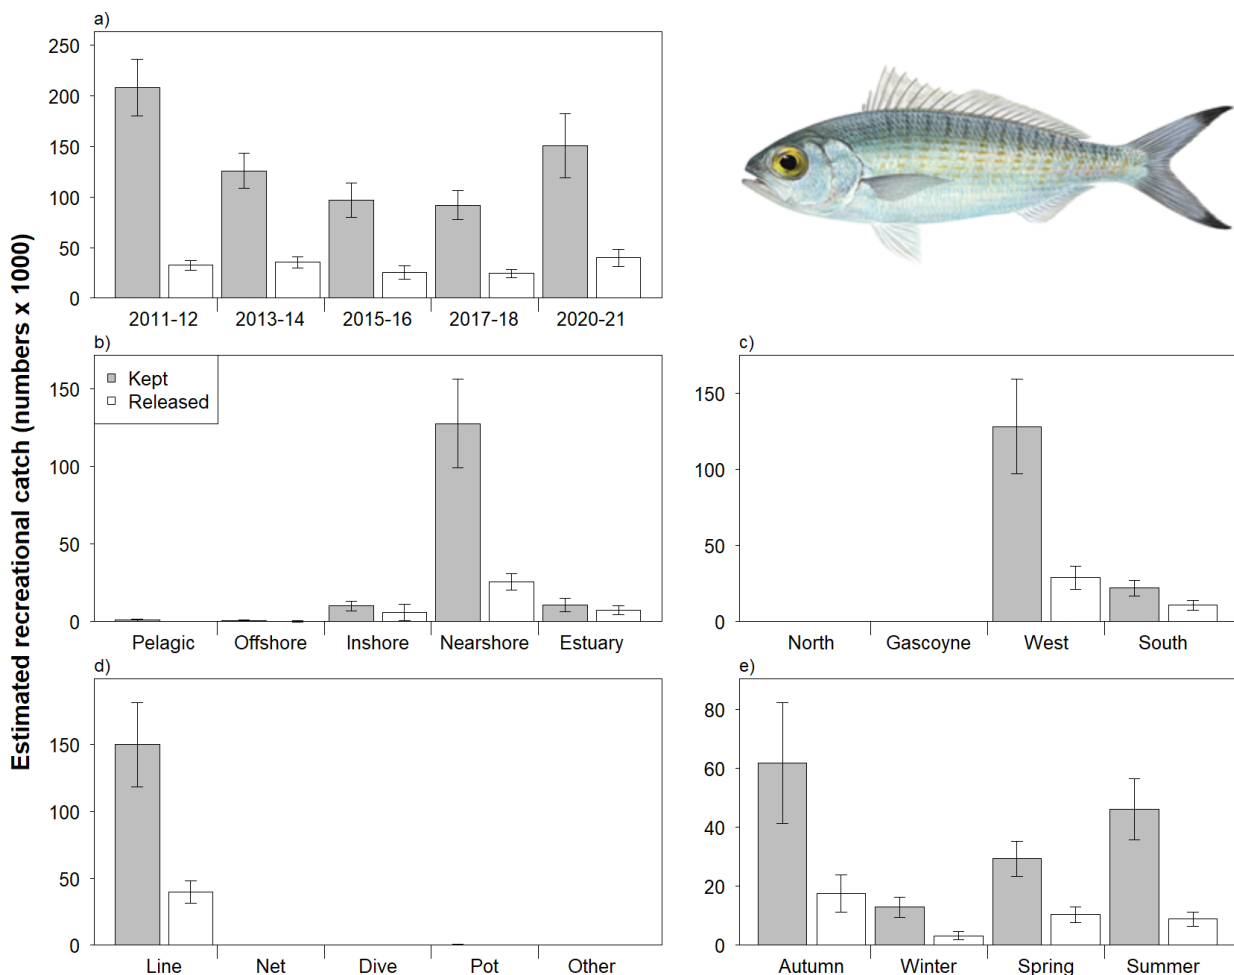 Estimated recreational catch (numbers x 1000)
a)
250
200
150
100
50
0
2011-12 2013-14 2015-16 2017-18 2020-21
b)
Kept
Released
150
100
50
0
Pelagic Offshore Inshore Nearshore Estuary
c)
150
100
50
0
North Gascoyne West South
d)
150
100
50
0
Line Net Dive Pot Other
e)
80
60
40
20
0
Autumn Winter Spring Summer